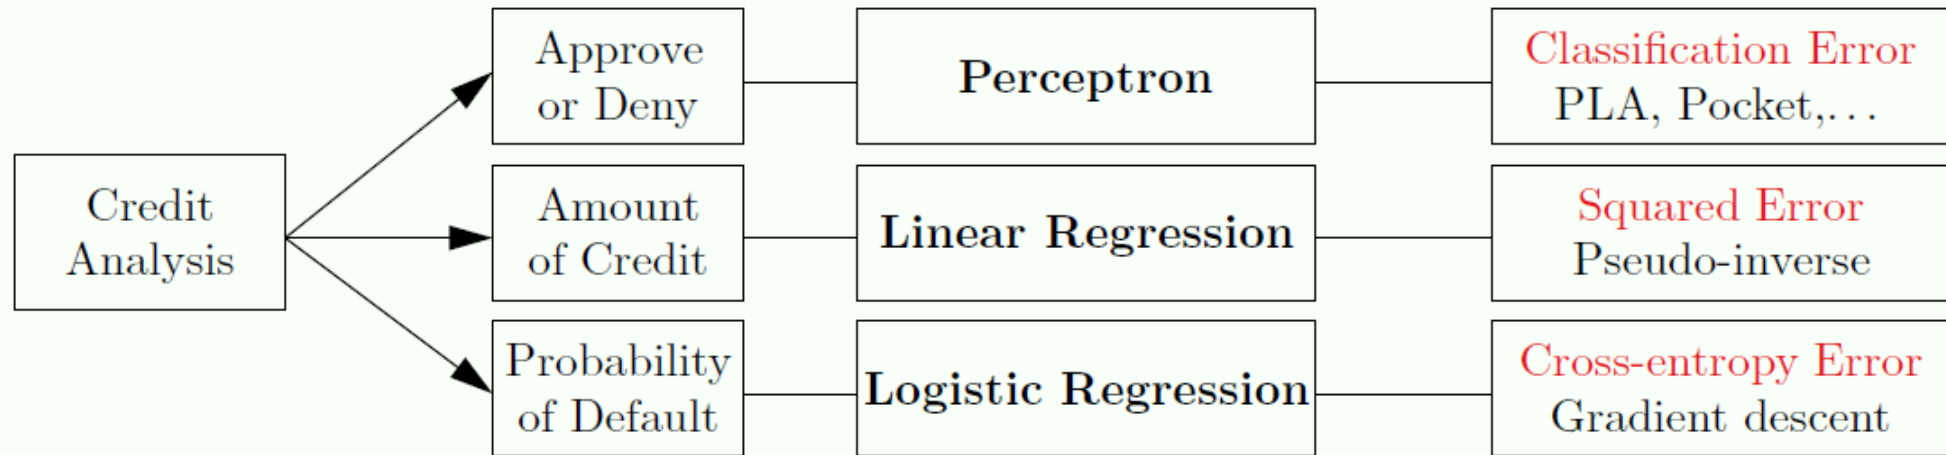 Credit
Analysis
Approve
or Deny
Perceptron
Classification Error
PLA, Pocket,...
Amount
of Credit
Linear Regression
Squared Error
Pseudo-inverse
Probability
of Default
Logistic Regression
Cross-entropy Error
Gradient descent